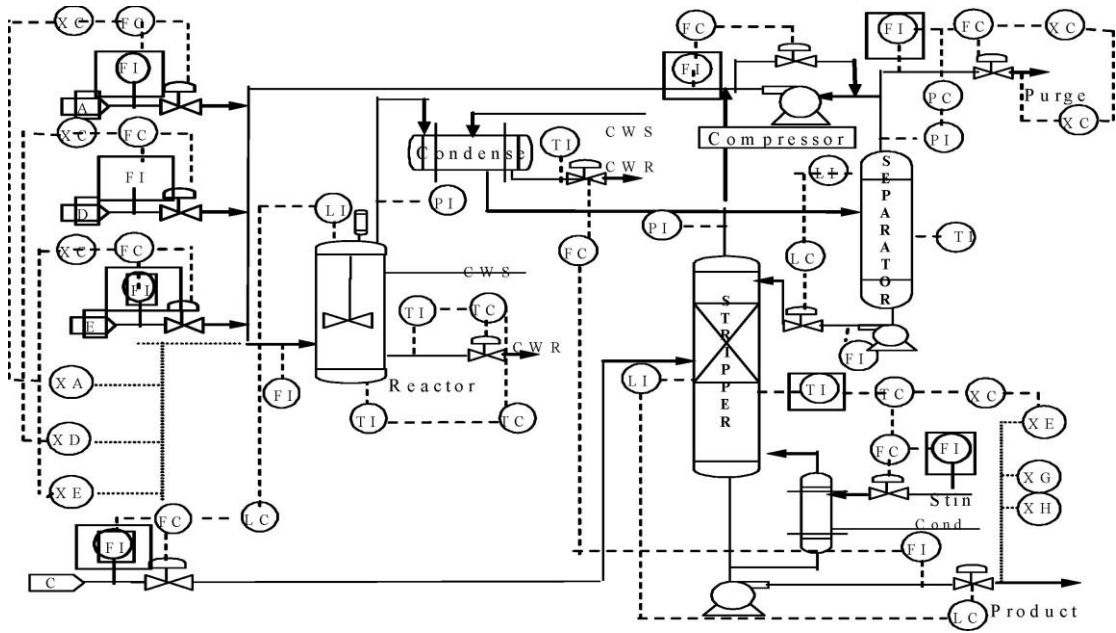 XC FC
FI
A
XC FC
FI
D
XC FC
FI
E
XA
XD
XE
FC LC
FI
C
LI
PI
Condense
CWS
TI
CWR
FC
CWS
TI TC
CWR
Reactor
FI
TI TC
FC
FI
Compressor
FI FC XC
PC
Purge
XC
PI
LI
SEPARATOR
TI
PI
LC
FI
STRIPPER
LI
TI TC XC
XE
FC FI
Stin
XG
XH
Cond
FI
LC
Product